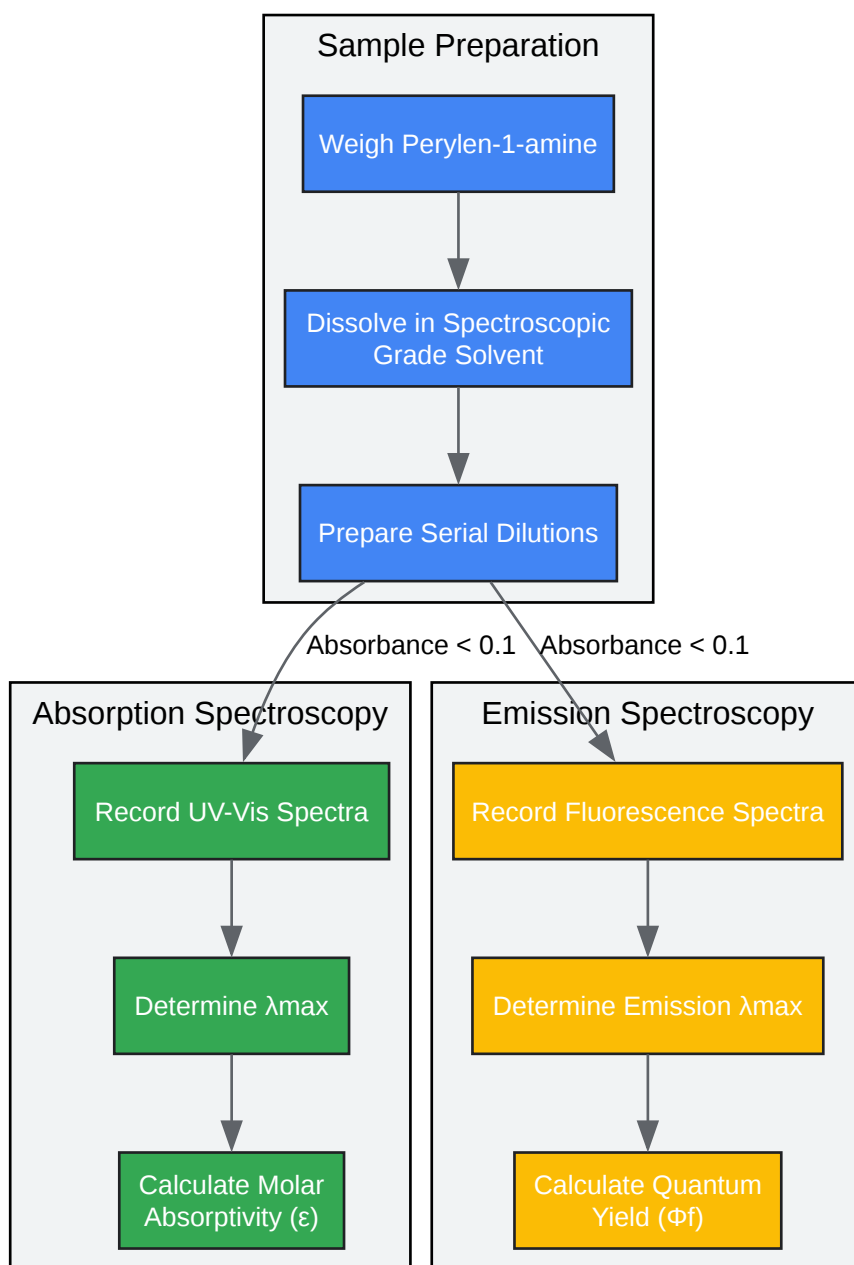 Sample Preparation
Weigh Perylen-1-amine
Dissolve in Spectroscopic
Grade Solvent
Prepare Serial Dilutions
Absorbance < 0.1
Absorbance < 0.1
Absorption Spectroscopy
Record UV-Vis Spectra
Determine λmax
Calculate Molar
Absorptivity (ε)
Emission Spectroscopy
Record Fluorescence Spectra
Determine Emission λmax
Calculate Quantum
Yield (Φf)